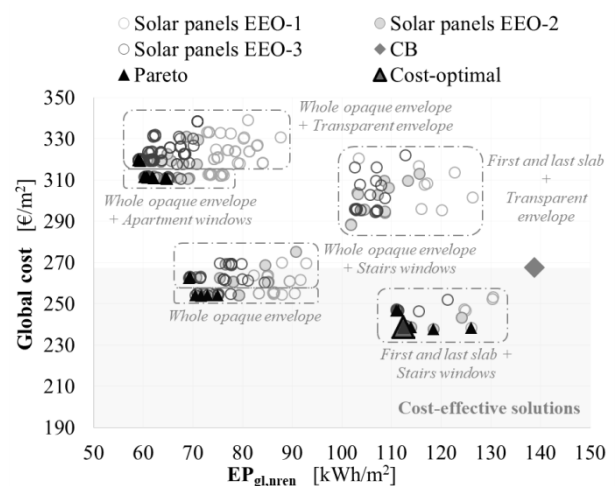 Solar panels EEO-1
Solar panels EEO-2
Solar panels EEO-3
CB
Pareto
Cost-optimal
Global cost [€/m²]
350
330
310
290
270
250
230
210
190
Whole opaque envelope
+ Transparent envelope
First and last slab
+
Transparent
envelope
Whole opaque envelope
+ Apartment windows
Whole opaque envelope
+ Stairs windows
Whole opaque envelope
First and last slab +
Stairs windows
Cost-effective solutions
50 60 70 80 90 100 110 120 130 140 150
EPgl,nren [kWh/m²]